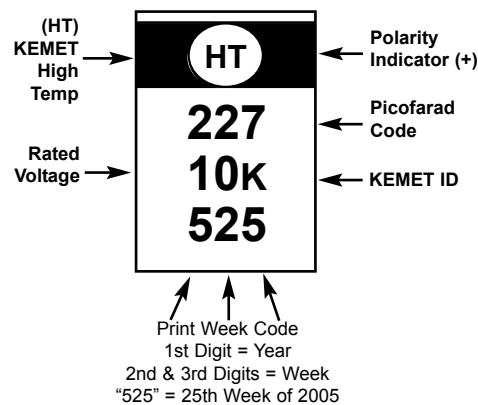 (HT)
KEMET
High
Temp
HT
Polarity
Indicator (+)
227
Picofarad
Code
Rated
Voltage
10K
KEMET ID
525
Print Week Code
1st Digit = Year
2nd & 3rd Digits = Week
“525” = 25th Week of 2005